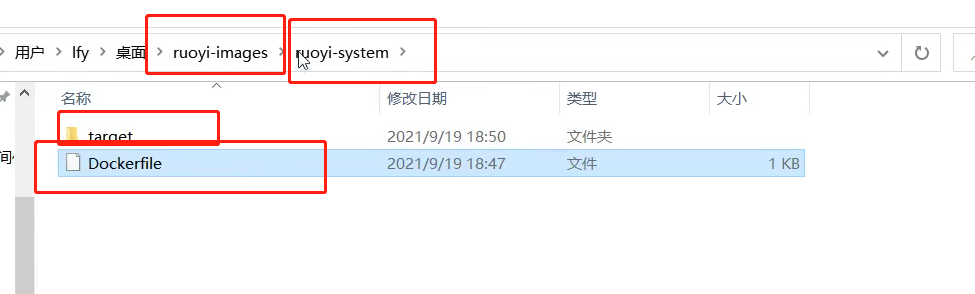 用户 lfy 桌面 ruoyi-images ruoyi-system
名称 修改日期 类型 大小
target 2021/9/19 18:50 文件夹
Dockerfile 2021/9/19 18:47 文件 1 KB